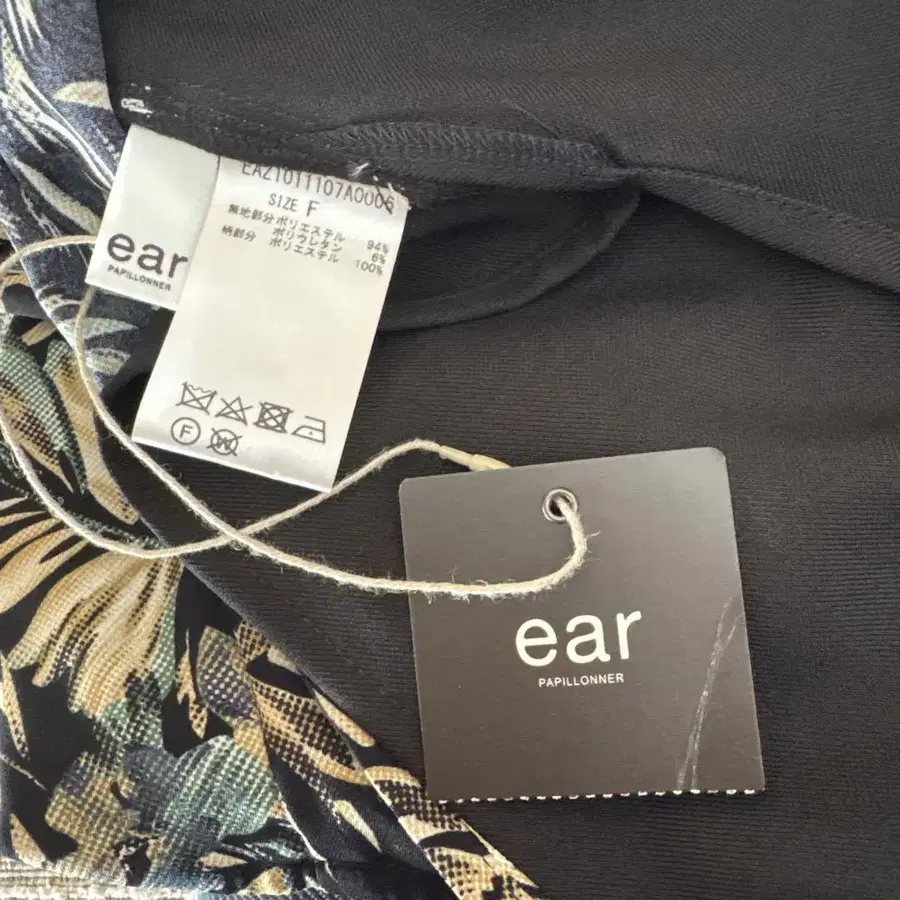 ear
PAPILLONNER
EAZ1011107A0006
SIZE F
無地部分 ポリエステル 94%
ポリウレタン 6%
柄部分 ポリエステル 100%
F
W
ear
PAPILLONNER